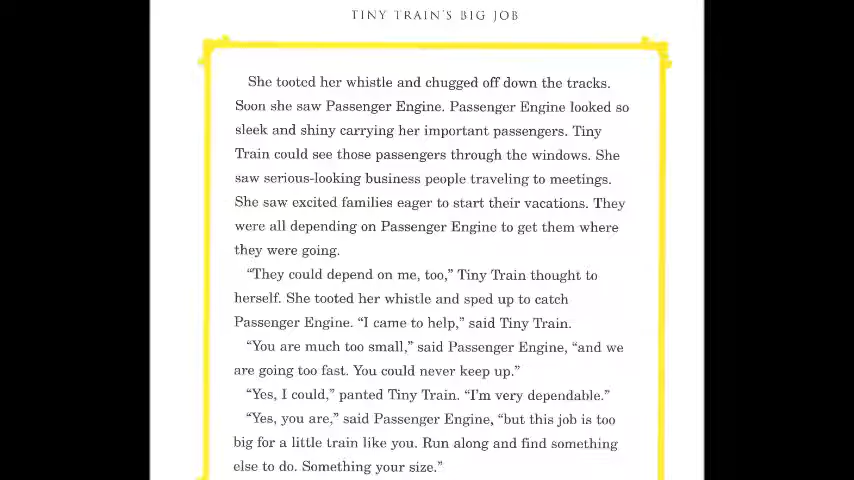 TINY TRAIN'S BIG JOB
She tooted her whistle and chugged off down the tracks.
Soon she saw Passenger Engine. Passenger Engine looked so
sleek and shiny carrying her important passengers. Tiny
Train could see those passengers through the windows. She
saw serious-looking business people traveling to meetings.
She saw excited families eager to start their vacations. They
were all depending on Passenger Engine to get them where
they were going.
“They could depend on me, too,” Tiny Train thought to
herself. She tooted her whistle and sped up to catch
Passenger Engine. “I came to help,” said Tiny Train.
“You are much too small,” said Passenger Engine, “and we
are going too fast. You could never keep up.”
“Yes, I could,” panted Tiny Train. “I’m very dependable.”
“Yes, you are,” said Passenger Engine, “but this job is too
big for a little train like you. Run along and find something
else to do. Something your size.”